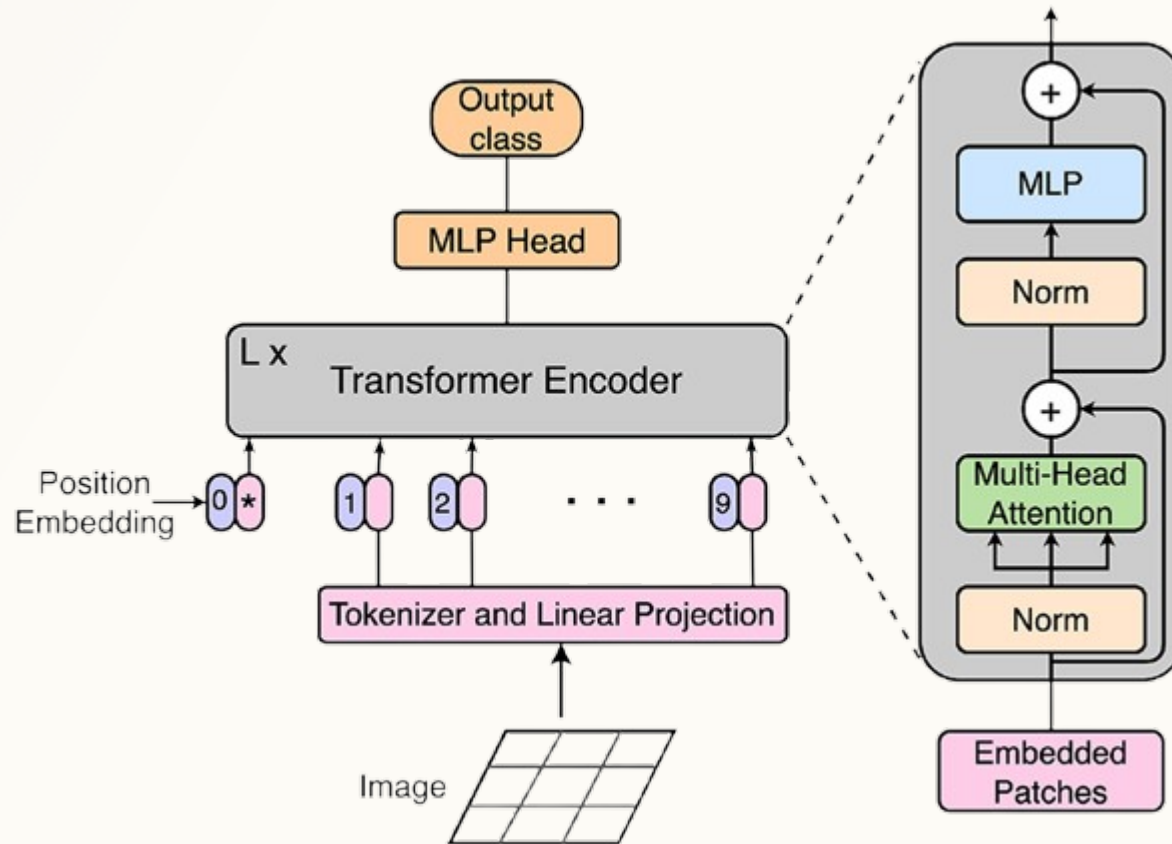 Output
class
MLP Head
L x
Transformer Encoder
Position
Embedding
0 *
1
2
. . .
9
Tokenizer and Linear Projection
Image
+
MLP
Norm
+
Multi-Head
Attention
Norm
Embedded
Patches